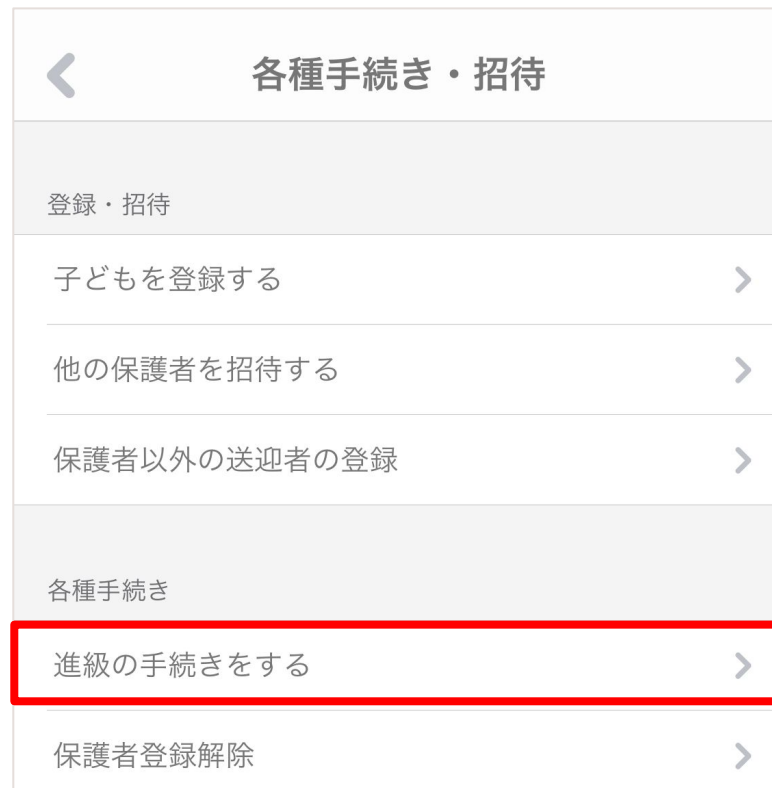 各種手続き・招待
登録・招待
子どもを登録する
他の保護者を招待する
保護者以外の送迎者の登録
各種手続き
進級の手続きをする
保護者登録解除